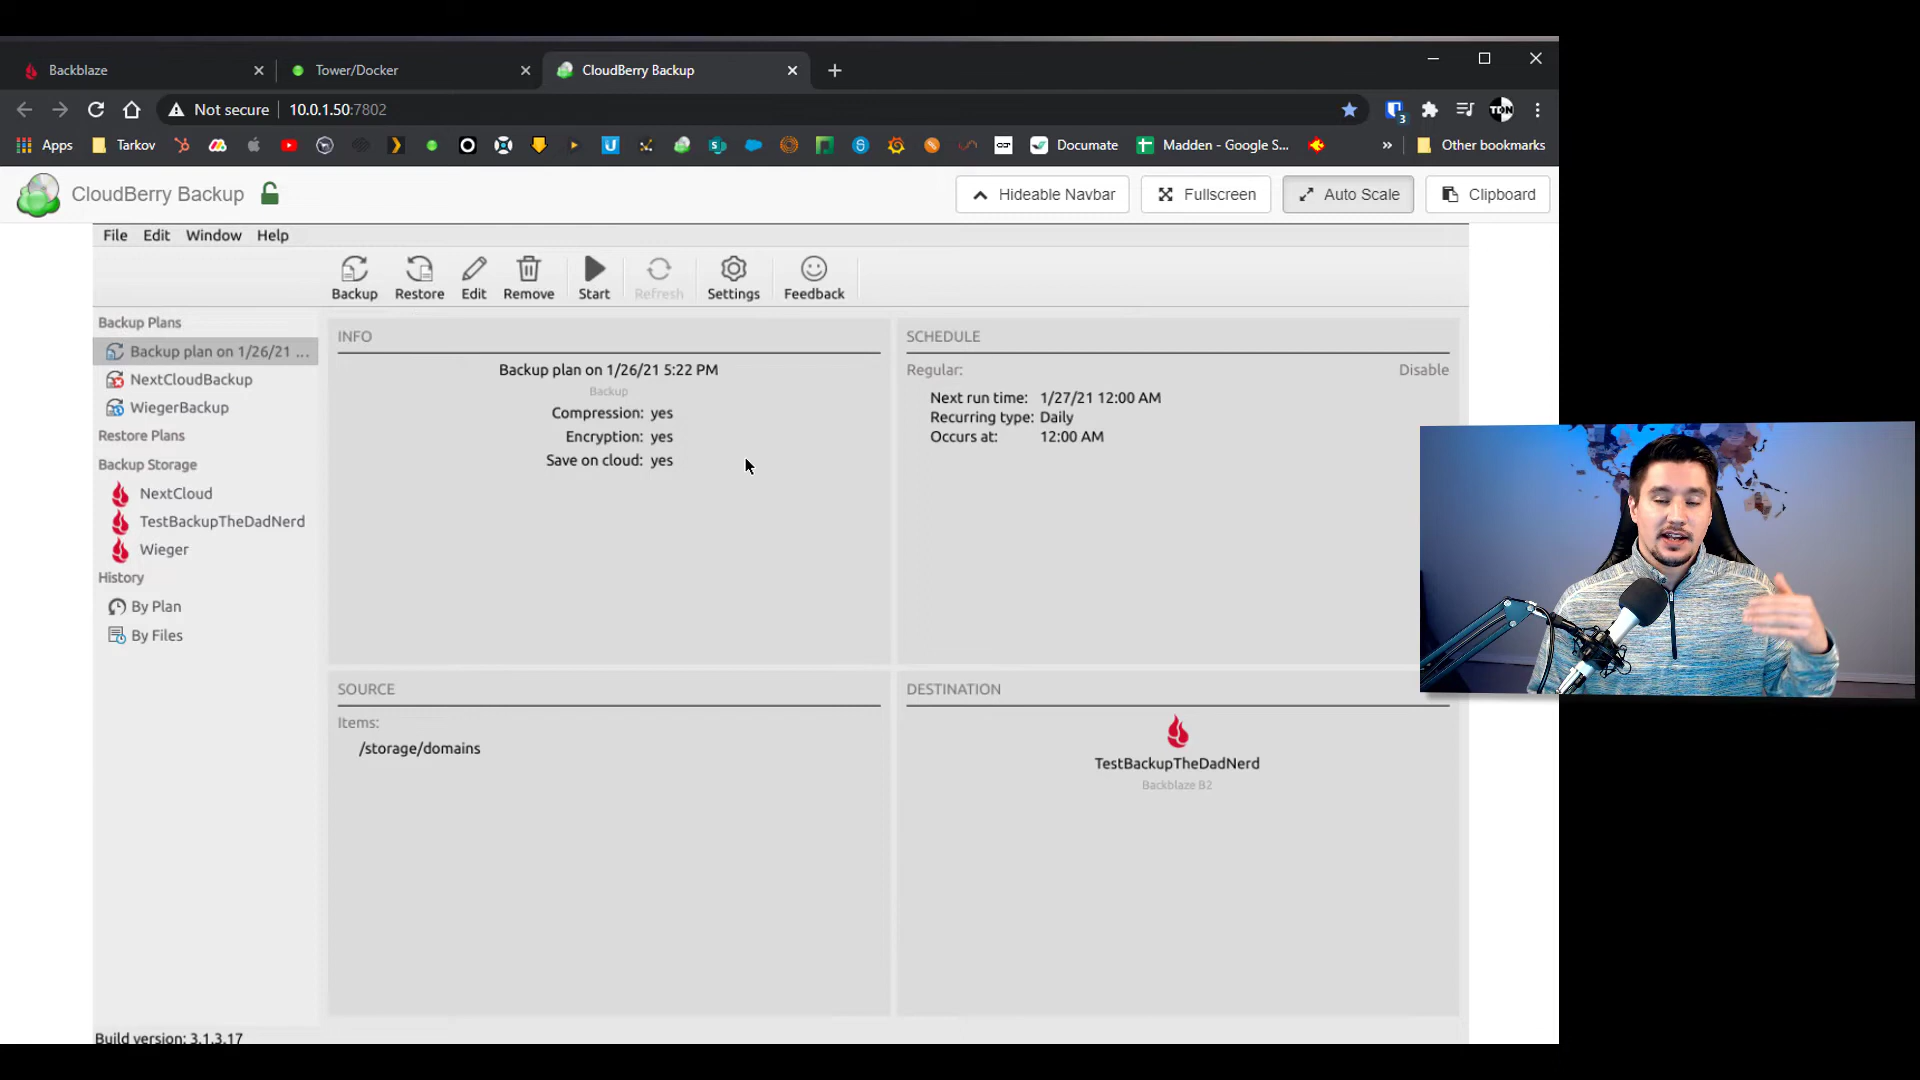 Backblaze
Tower/Docker
CloudBerry Backup
Not secure
10.0.1.50:7802
3
TDN
Apps
Tarkov
Documate
Madden - Google S...
»
Other bookmarks
CloudBerry Backup
Hideable Navbar
Fullscreen
Auto Scale
Clipboard
File Edit Window Help
Backup
Restore
Edit
Remove
Start
Refresh
Settings
Feedback
Backup Plans
Backup plan on 1/26/21 ...
NextCloudBackup
WiegerBackup
Restore Plans
Backup Storage
NextCloud
TestBackupTheDadNerd
Wieger
History
By Plan
By Files
INFO
Backup plan on 1/26/21 5:22 PM
Backup
Compression: yes
Encryption: yes
Save on cloud: yes
SCHEDULE
Regular: Disable
Next run time: 1/27/21 12:00 AM
Recurring type: Daily
Occurs at: 12:00 AM
SOURCE
Items:
/storage/domains
DESTINATION
TestBackupTheDadNerd
Backblaze B2
Build version: 3.1.3.17